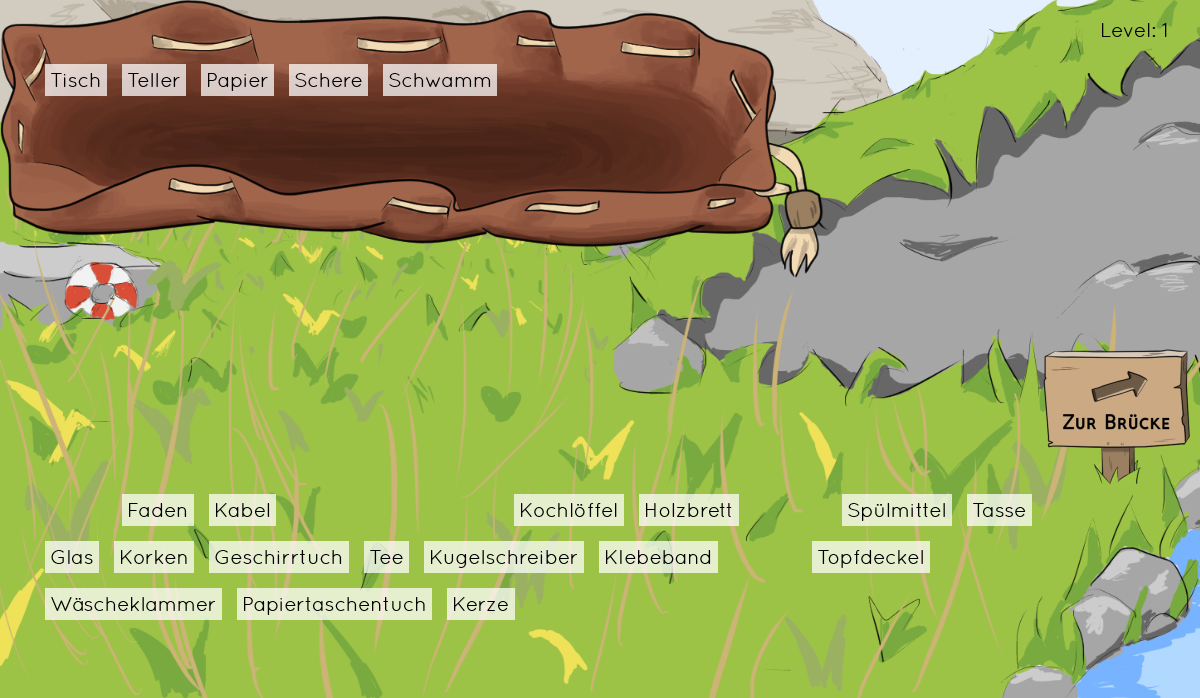 Level: 1
Tisch Teller Papier Schere Schwamm
ZUR BRÜCKE
Faden Kabel Kochlöffel Holzbrett Spülmittel Tasse
Glas Korken Geschirrtuch Tee Kugelschreiber Klebeband Topfdeckel
Wäscheklammer Papiertaschentuch Kerze